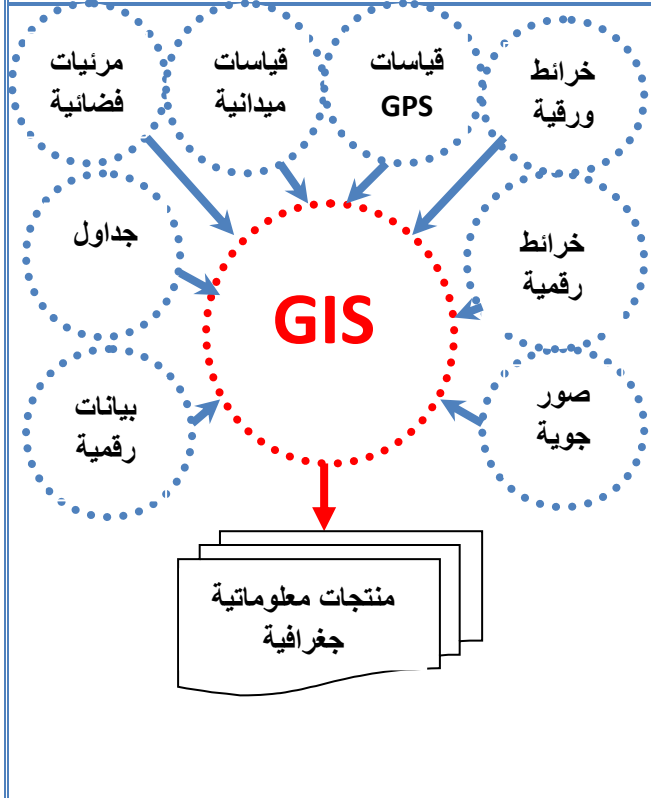 خرائط
ورقية
قياسات
GPS
قياسات
ميدانية
مرئيات
فضائية
خرائط
رقمية
جداول
GIS
صور
جوية
بيانات
رقمية
منتجات معلوماتية
جغرافية